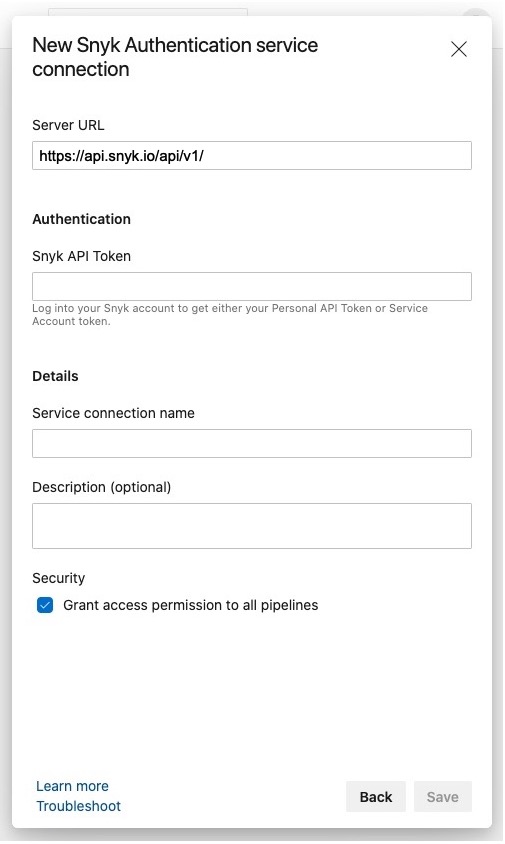 New Snyk Authentication service
connection
Server URL
https://api.snyk.io/api/v1/
Authentication
Snyk API Token
Log into your Snyk account to get either your Personal API Token or Service
Account token.
Details
Service connection name
Description (optional)
Security
Grant access permission to all pipelines
Learn more
Troubleshoot
Back
Save